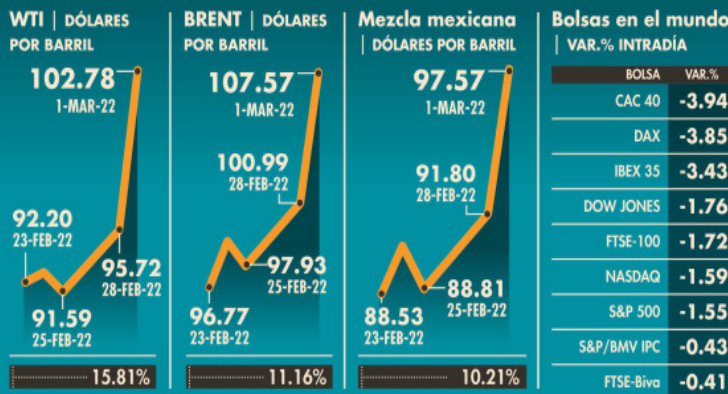 WTI | DÓLARES
POR BARRIL
102.78
1-MAR-22
92.20
23-FEB-22
95.72
28-FEB-22
91.59
25-FEB-22
15.81%
BRENT | DÓLARES
POR BARRIL
107.57
1-MAR-22
100.99
28-FEB-22
97.93
25-FEB-22
96.77
23-FEB-22
11.16%
Mezcla mexicana
| DÓLARES POR BARRIL
97.57
1-MAR-22
91.80
28-FEB-22
88.81
25-FEB-22
88.53
23-FEB-22
10.21%
Bolsas en el mundo
| VAR.% INTRADÍA
BOLSA VAR.%
CAC 40 -3.94
DAX -3.85
IBEX 35 -3.43
DOW JONES -1.76
FTSE-100 -1.72
NASDAQ -1.59
S&P 500 -1.55
S&P/BMV IPC -0.43
FTSE-Biva -0.41